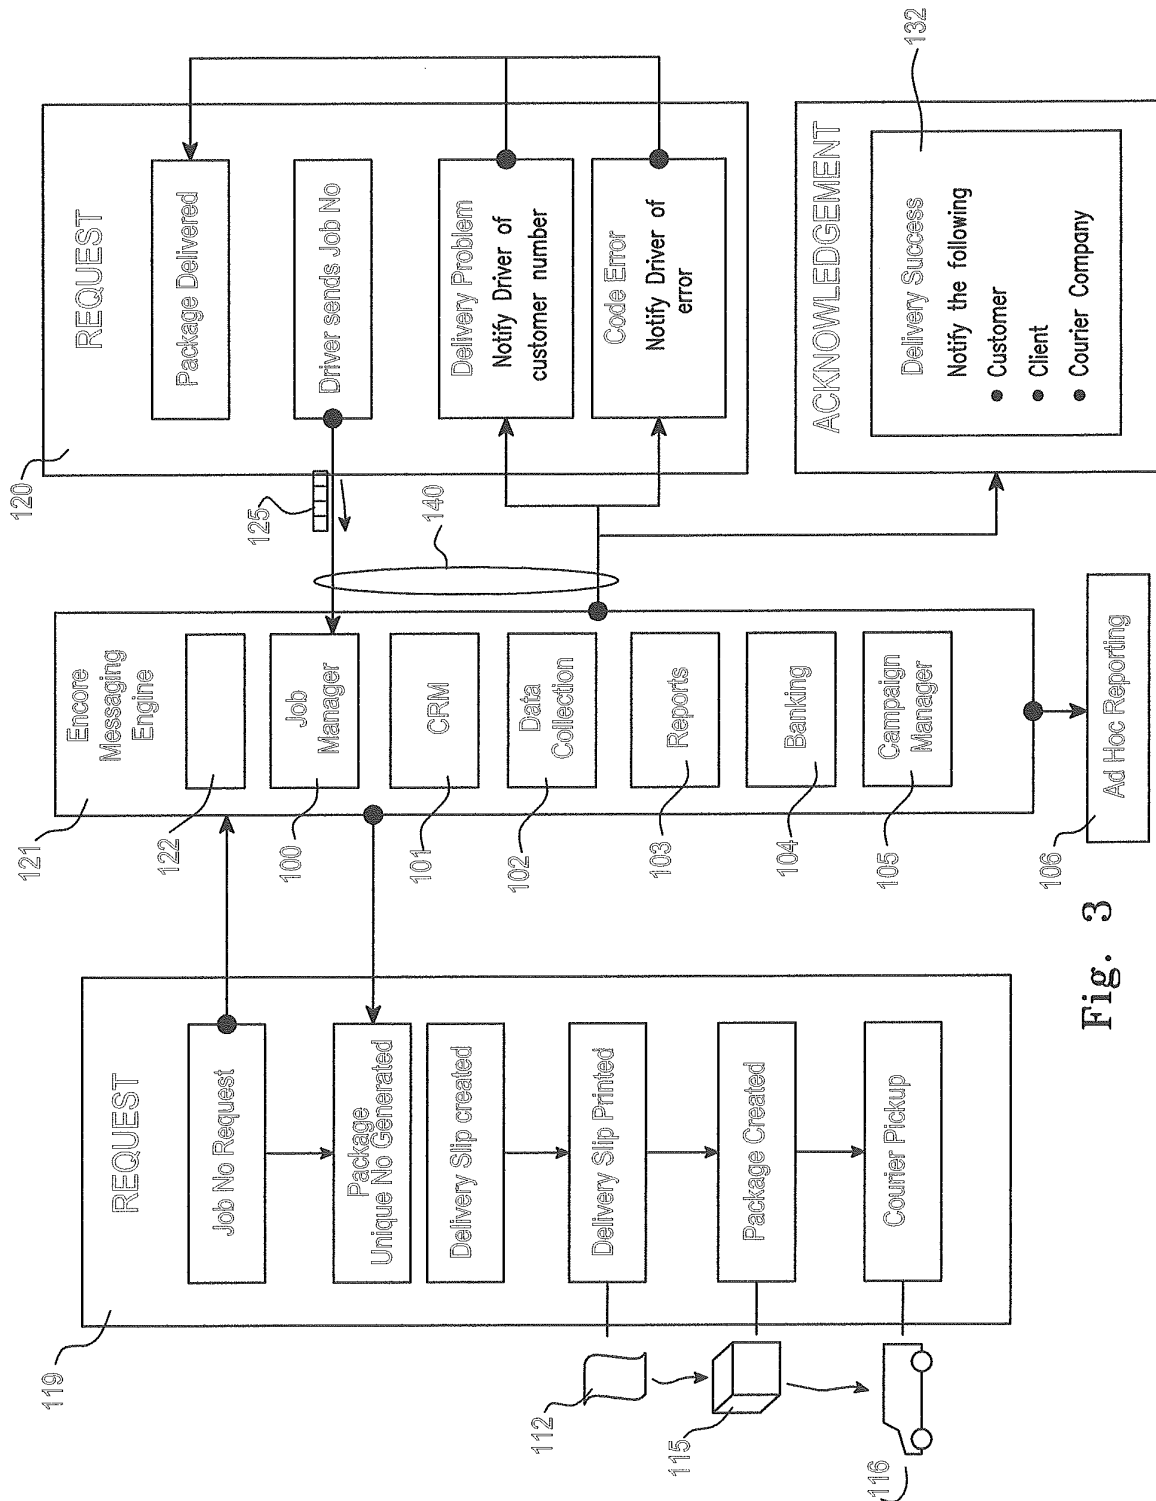 119
REQUEST
Job No Request
Package
Unique No Generated
Delivery Slip created
Delivery Slip Printed
Package Created
Courier Pickup
112
115
116
121
Encore
Messaging
Engine
122
100
Job
Manager
101
CRM
102
Data
Collection
103
Reports
104
Banking
105
Campaign
Manager
106
Ad Hoc Reporting
120
REQUEST
Package Delivered
Driver sends Job No
Delivery Problem
Notify Driver of
customer number
Code Error
Notify Driver of
error
125
140
ACKNOWLEDGEMENT
132
Delivery Success
Notify the following
• Customer
• Client
• Courier Company
Fig. 3